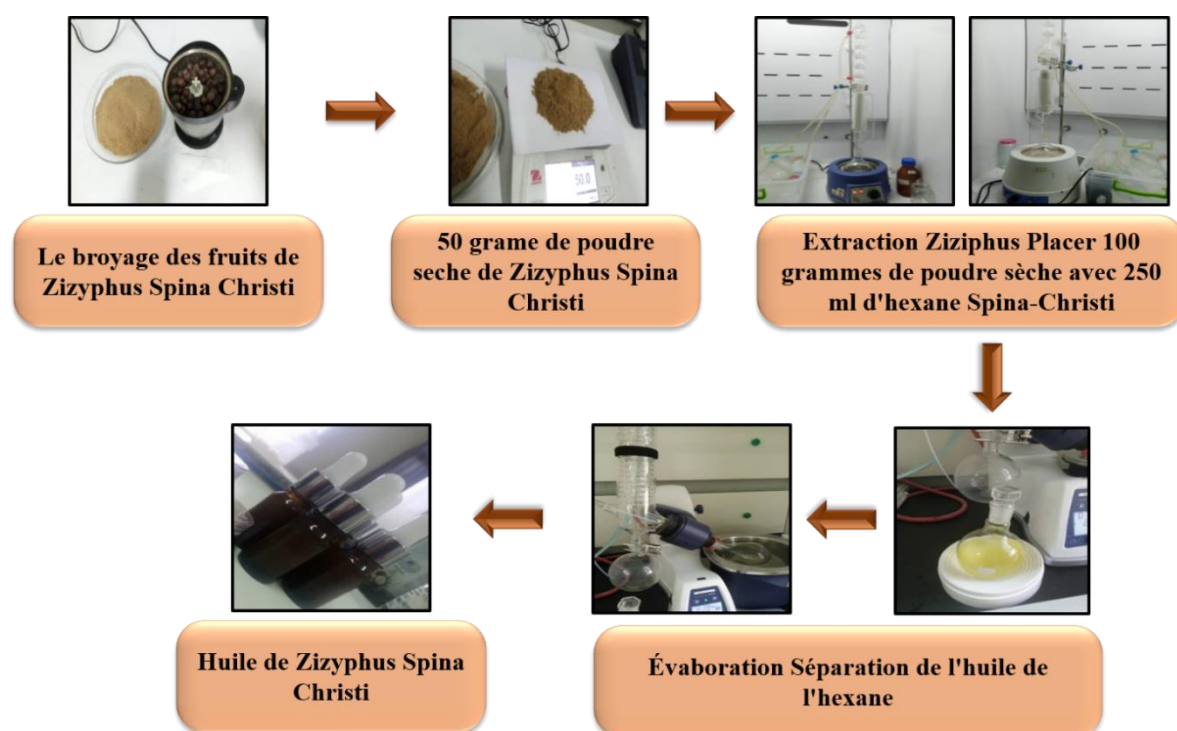 50.0
Le broyage des fruits de
Zizyphus Spina Christi
50 grame de poudre
seche de Zizyphus Spina
Christi
Extraction Ziziphus Placer 100
grammes de poudre sèche avec 250
ml d'hexane Spina-Christi
Huile de Zizyphus Spina
Christi
Évaboration Séparation de l'huile de
l'hexane